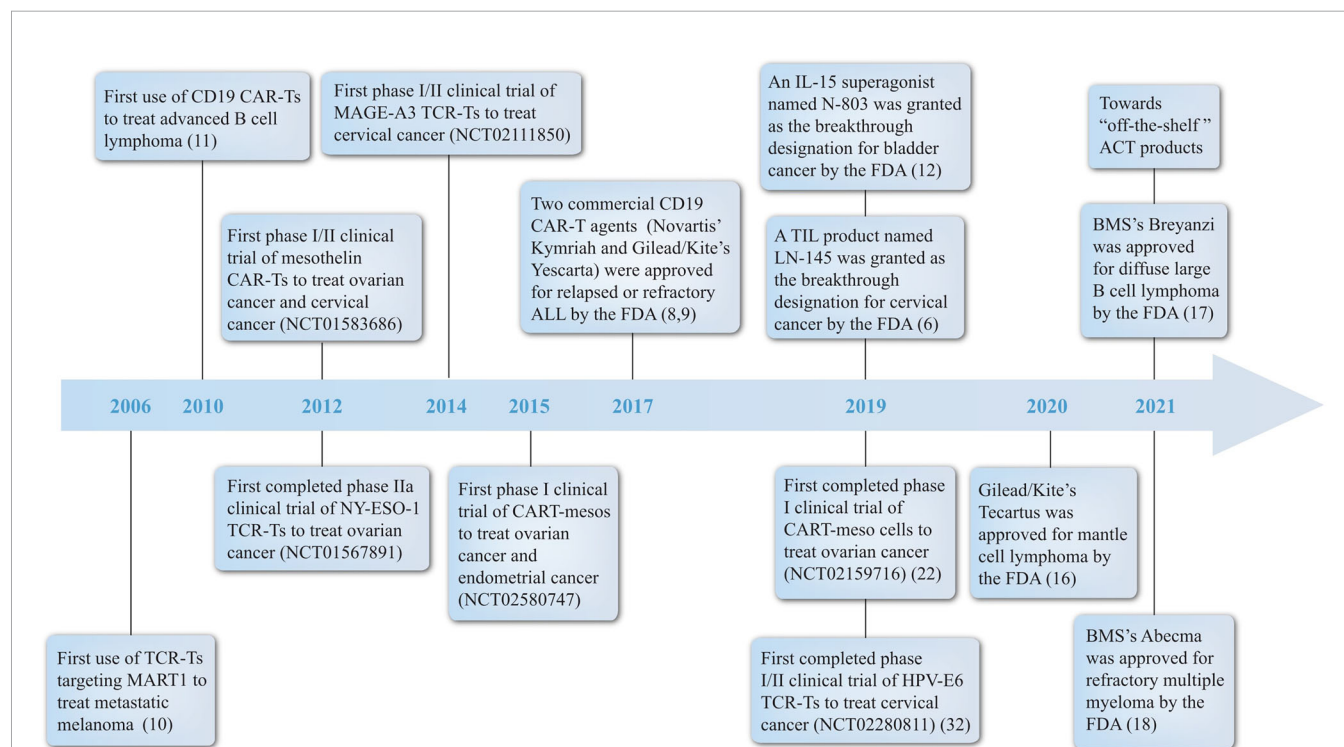 First use of CD19 CAR-Ts
to treat advanced B cell
lymphoma (11)
First phase I/II clinical trial of
MAGE-A3 TCR-Ts to treat
cervical cancer (NCT02111850)
An IL-15 superagonist
named N-803 was granted
as the breakthrough
designation for bladder
cancer by the FDA (12)
Towards
“off-the-shelf ”
ACT products
First phase I/II clinical
trial of mesothelin
CAR-Ts to treat ovarian
cancer and cervical
cancer (NCT01583686)
Two commercial CD19
CAR-T agents (Novartis’
Kymriah and Gilead/Kite’s
Yescarta) were approved
for relapsed or refractory
ALL by the FDA (8,9)
A TIL product named
LN-145 was granted as
the breakthrough
designation for cervical
cancer by the FDA (6)
BMS’s Breyanzi
was approved
for diffuse large
B cell lymphoma
by the FDA (17)
2006 2010 2012 2014 2015 2017 2019 2020 2021
First completed phase IIa
clinical trial of NY-ESO-1
TCR-Ts to treat ovarian
cancer (NCT01567891)
First phase I clinical
trial of CART-mesos
to treat ovarian
cancer and
endometrial cancer
(NCT02580747)
First completed phase
I clinical trial of
CART-meso cells to
treat ovarian cancer
(NCT02159716) (22)
Gilead/Kite’s
Tecartus was
approved for mantle
cell lymphoma by
the FDA (16)
First use of TCR-Ts
targeting MART1 to
treat metastatic
melanoma (10)
First completed phase
I/II clinical trial of HPV-E6
TCR-Ts to treat cervical
cancer (NCT02280811) (32)
BMS’s Abecma
was approved for
refractory multiple
myeloma by the
FDA (18)